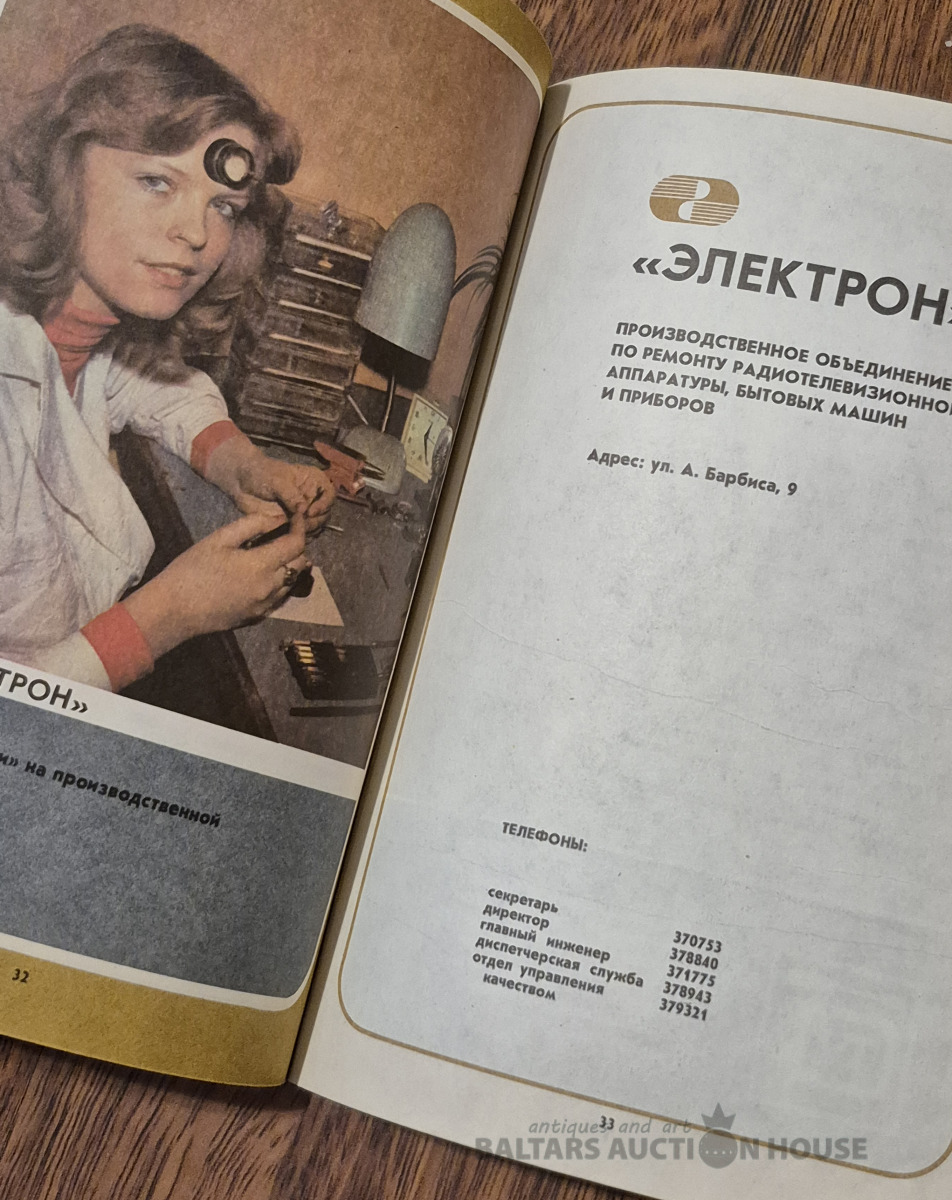 ТРОН»
и» на производственной
32
«ЭЛЕКТРОН»
ПРОИЗВОДСТВЕННОЕ ОБЪЕДИНЕНИЕ
ПО РЕМОНТУ РАДИОТЕЛЕВИЗИОННОЙ
АППАРАТУРЫ, БЫТОВЫХ МАШИН
И ПРИБОРОВ
Адрес: ул. А. Барбиса, 9
ТЕЛЕФОНЫ:
секретарь 370753
директор 378840
главный инженер 371775
диспетчерская служба 378943
отдел управления
качеством 379321
33
antiques and art
BALTARS AUCTION HOUSE